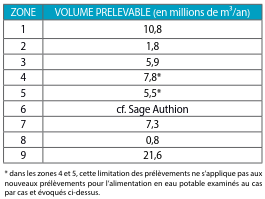 ZONE VOLUME PRELEVABLE (en millions de m³/an)
1 10,8
2 1,8
3 5,9
4 7,8*
5 5,5*
6 cf. Sage Authion
7 7,3
8 0,8
9 21,6
* dans les zones 4 et 5, cette limitation des prélèvements ne s'applique pas aux
nouveaux prélèvements pour l'alimentation en eau potable examinés au cas
par cas et évoqués ci-dessus.